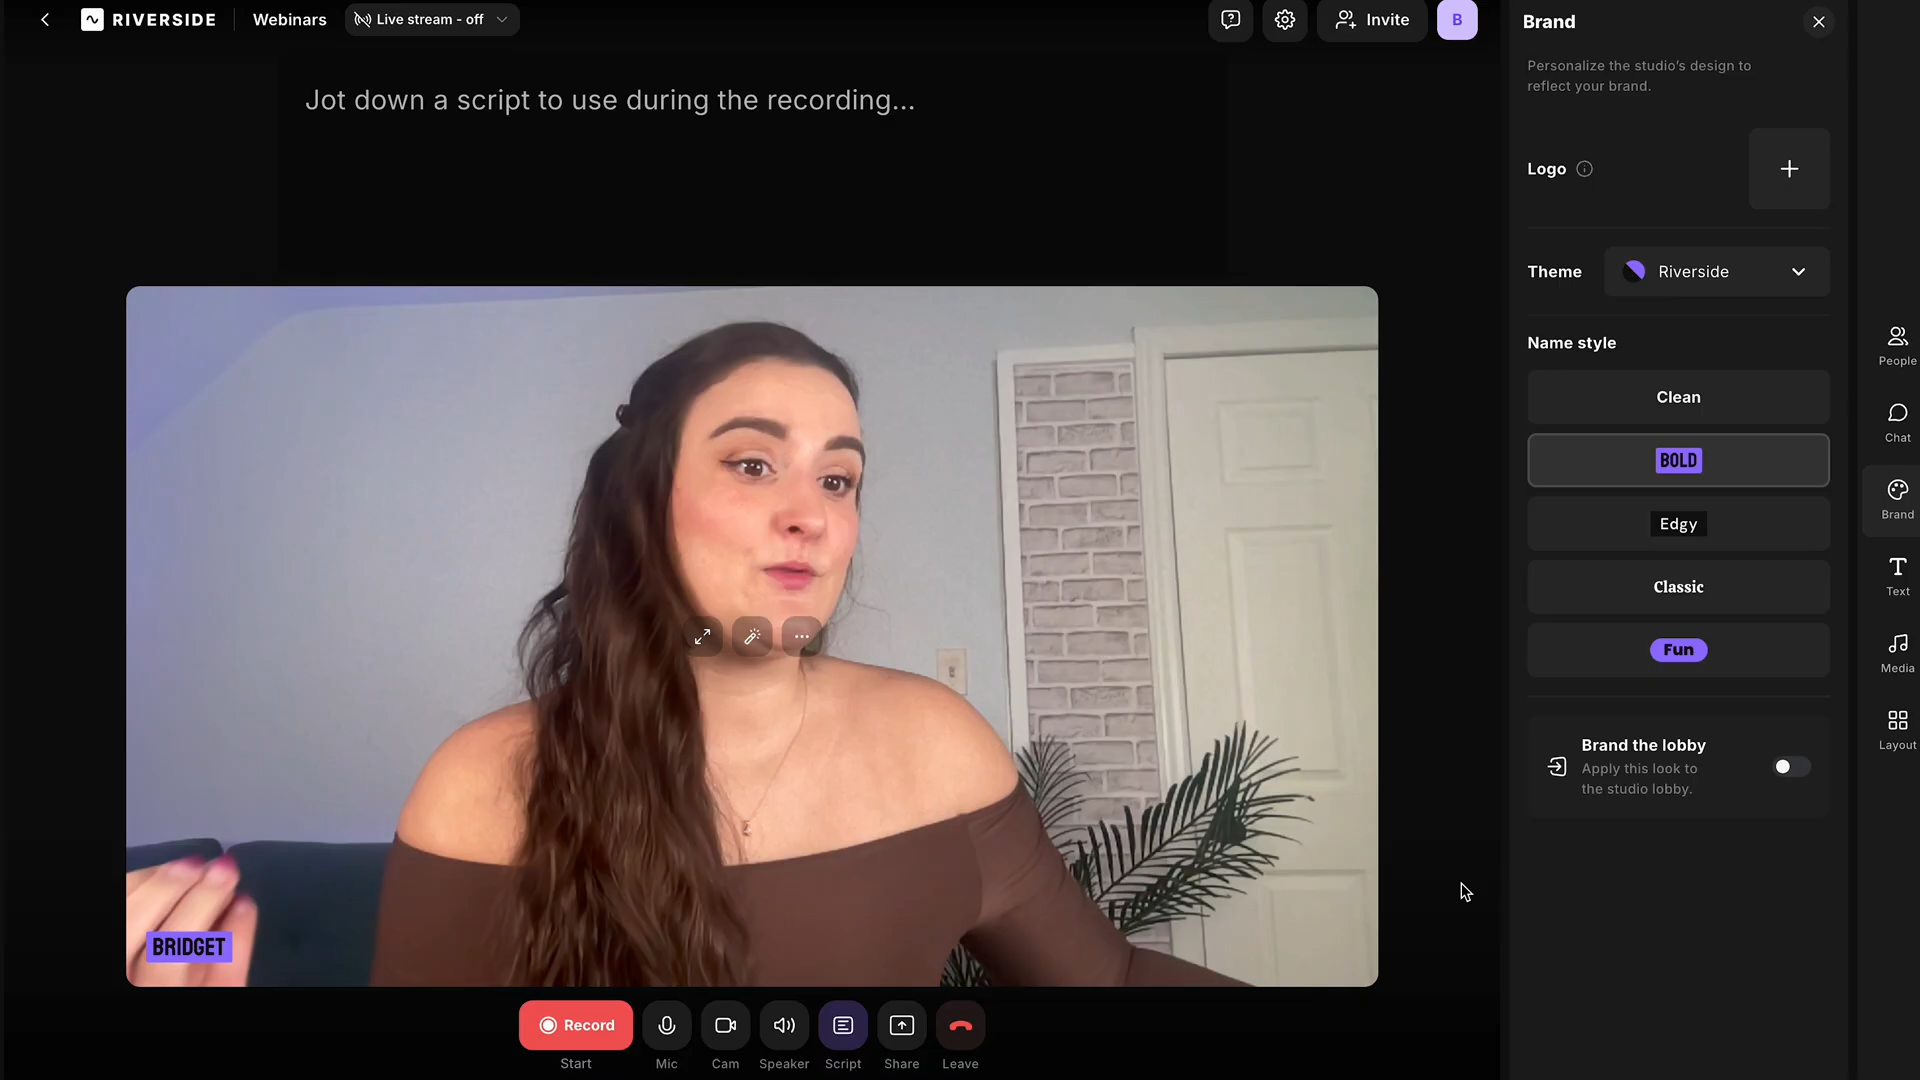 RIVERSIDE
Webinars
Live stream - off
Invite
B
Jot down a script to use during the recording...
BRIDGET
Record
Start
Mic
Cam
Speaker
Script
Share
Leave
Brand
Personalize the studio's design to
reflect your brand.
Logo
Theme
Riverside
Name style
Clean
BOLD
Edgy
Classic
Fun
Brand the lobby
Apply this look to
the studio lobby.
People
Chat
Brand
Text
Media
Layout